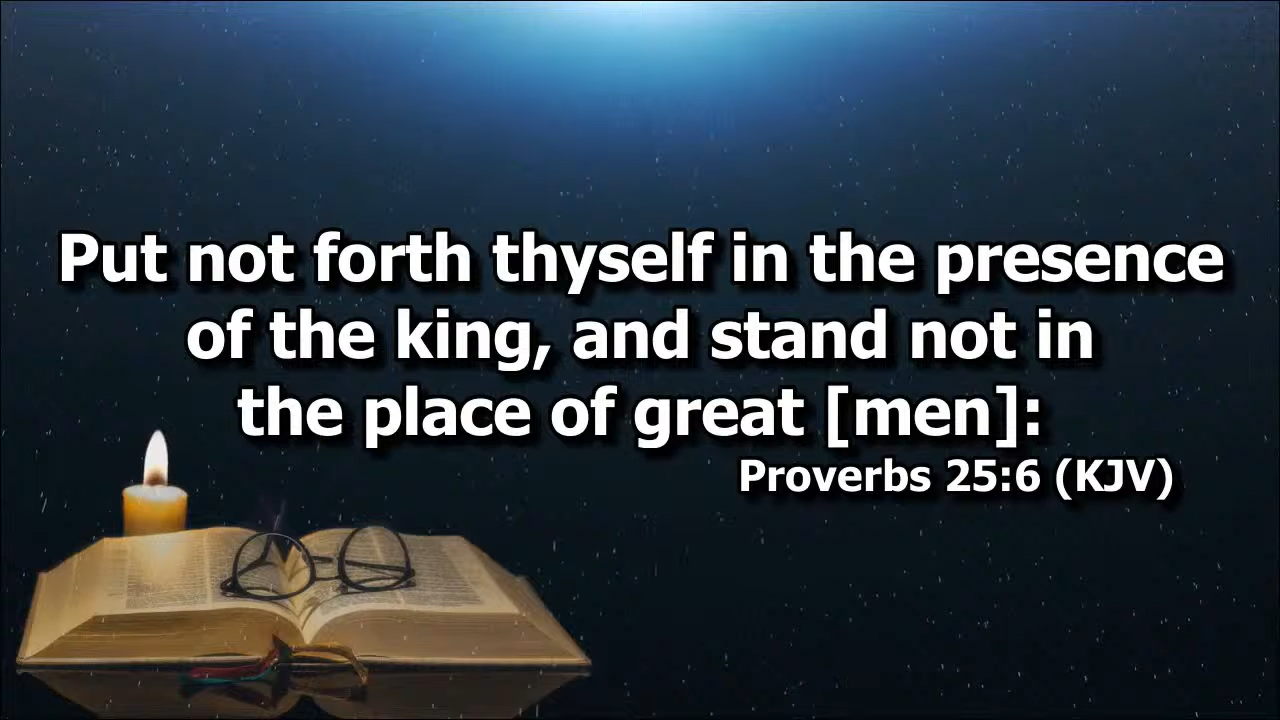 Put not forth thyself in the presence
of the king, and stand not in
the place of great [men]:
Proverbs 25:6 (KJV)